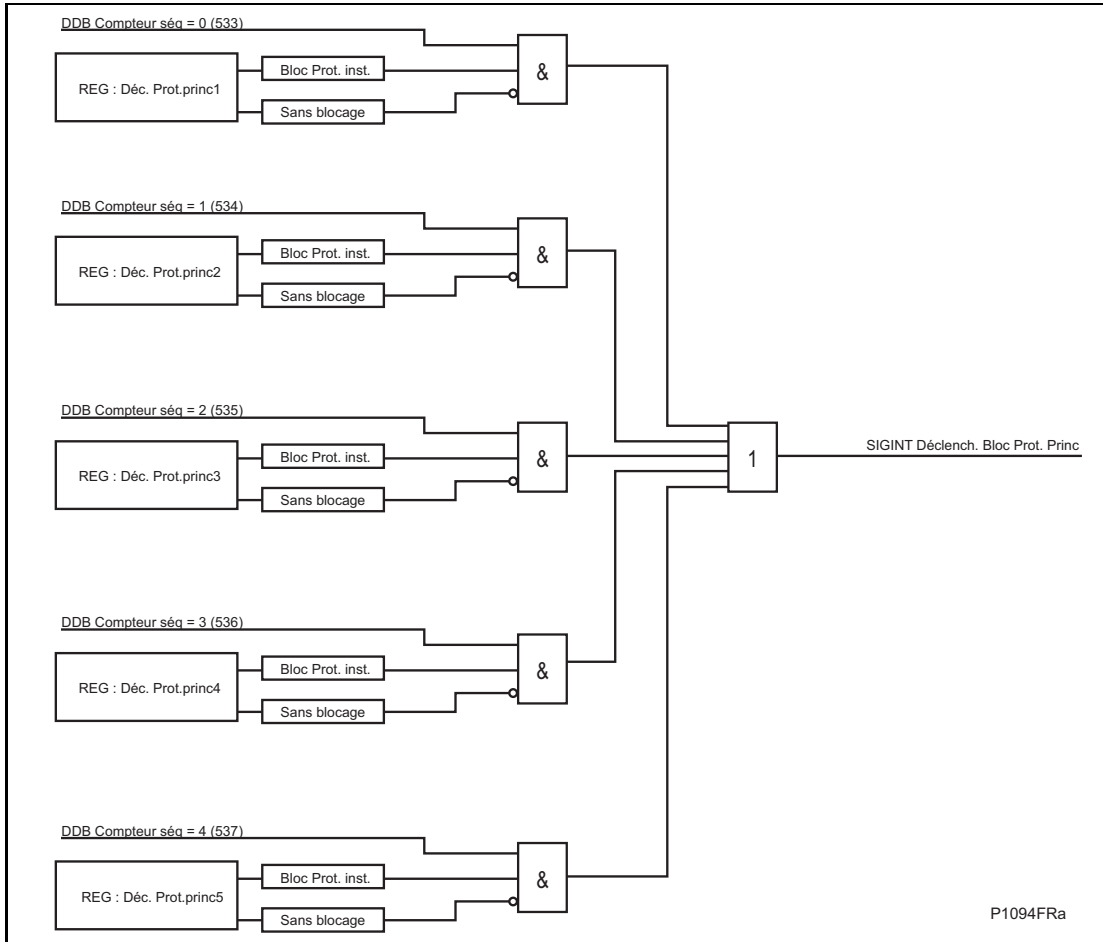 DDB Compteur séq = 0 (533)
REG : Déc. Prot.princ1
Bloc Prot. inst.
Sans blocage
&
DDB Compteur séq = 1 (534)
REG : Déc. Prot.princ2
Bloc Prot. inst.
Sans blocage
&
DDB Compteur séq = 2 (535)
REG : Déc. Prot.princ3
Bloc Prot. inst.
Sans blocage
&
1
SIGINT Déclench. Bloc Prot. Princ
DDB Compteur séq = 3 (536)
REG : Déc. Prot.princ4
Bloc Prot. inst.
Sans blocage
&
DDB Compteur séq = 4 (537)
REG : Déc. Prot.princ5
Bloc Prot. inst.
Sans blocage
&
P1094FRa